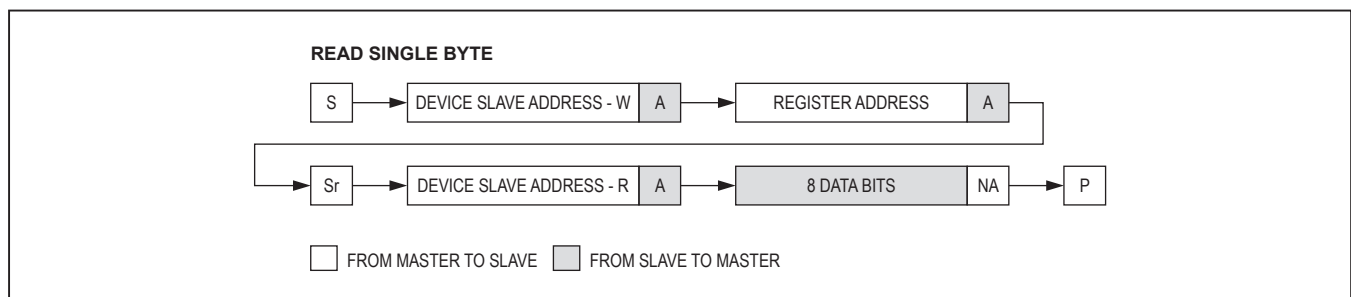 READ SINGLE BYTE
S DEVICE SLAVE ADDRESS - W A REGISTER ADDRESS A
Sr DEVICE SLAVE ADDRESS - R A 8 DATA BITS NA P
FROM MASTER TO SLAVE FROM SLAVE TO MASTER